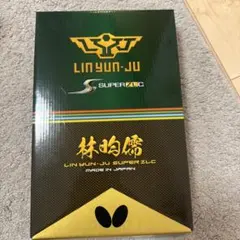 LIN YUN-JU
SUPER ZLC
林昀儒
LIN YUN-JU SUPER ZLC
MADE IN JAPAN